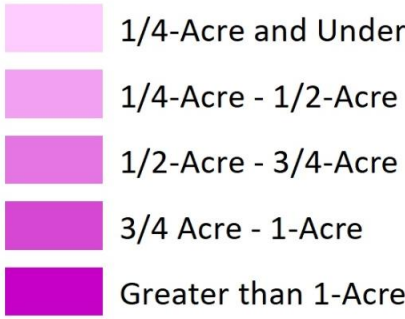 1/4-Acre and Under
1/4-Acre - 1/2-Acre
1/2-Acre - 3/4-Acre
3/4 Acre - 1-Acre
Greater than 1-Acre